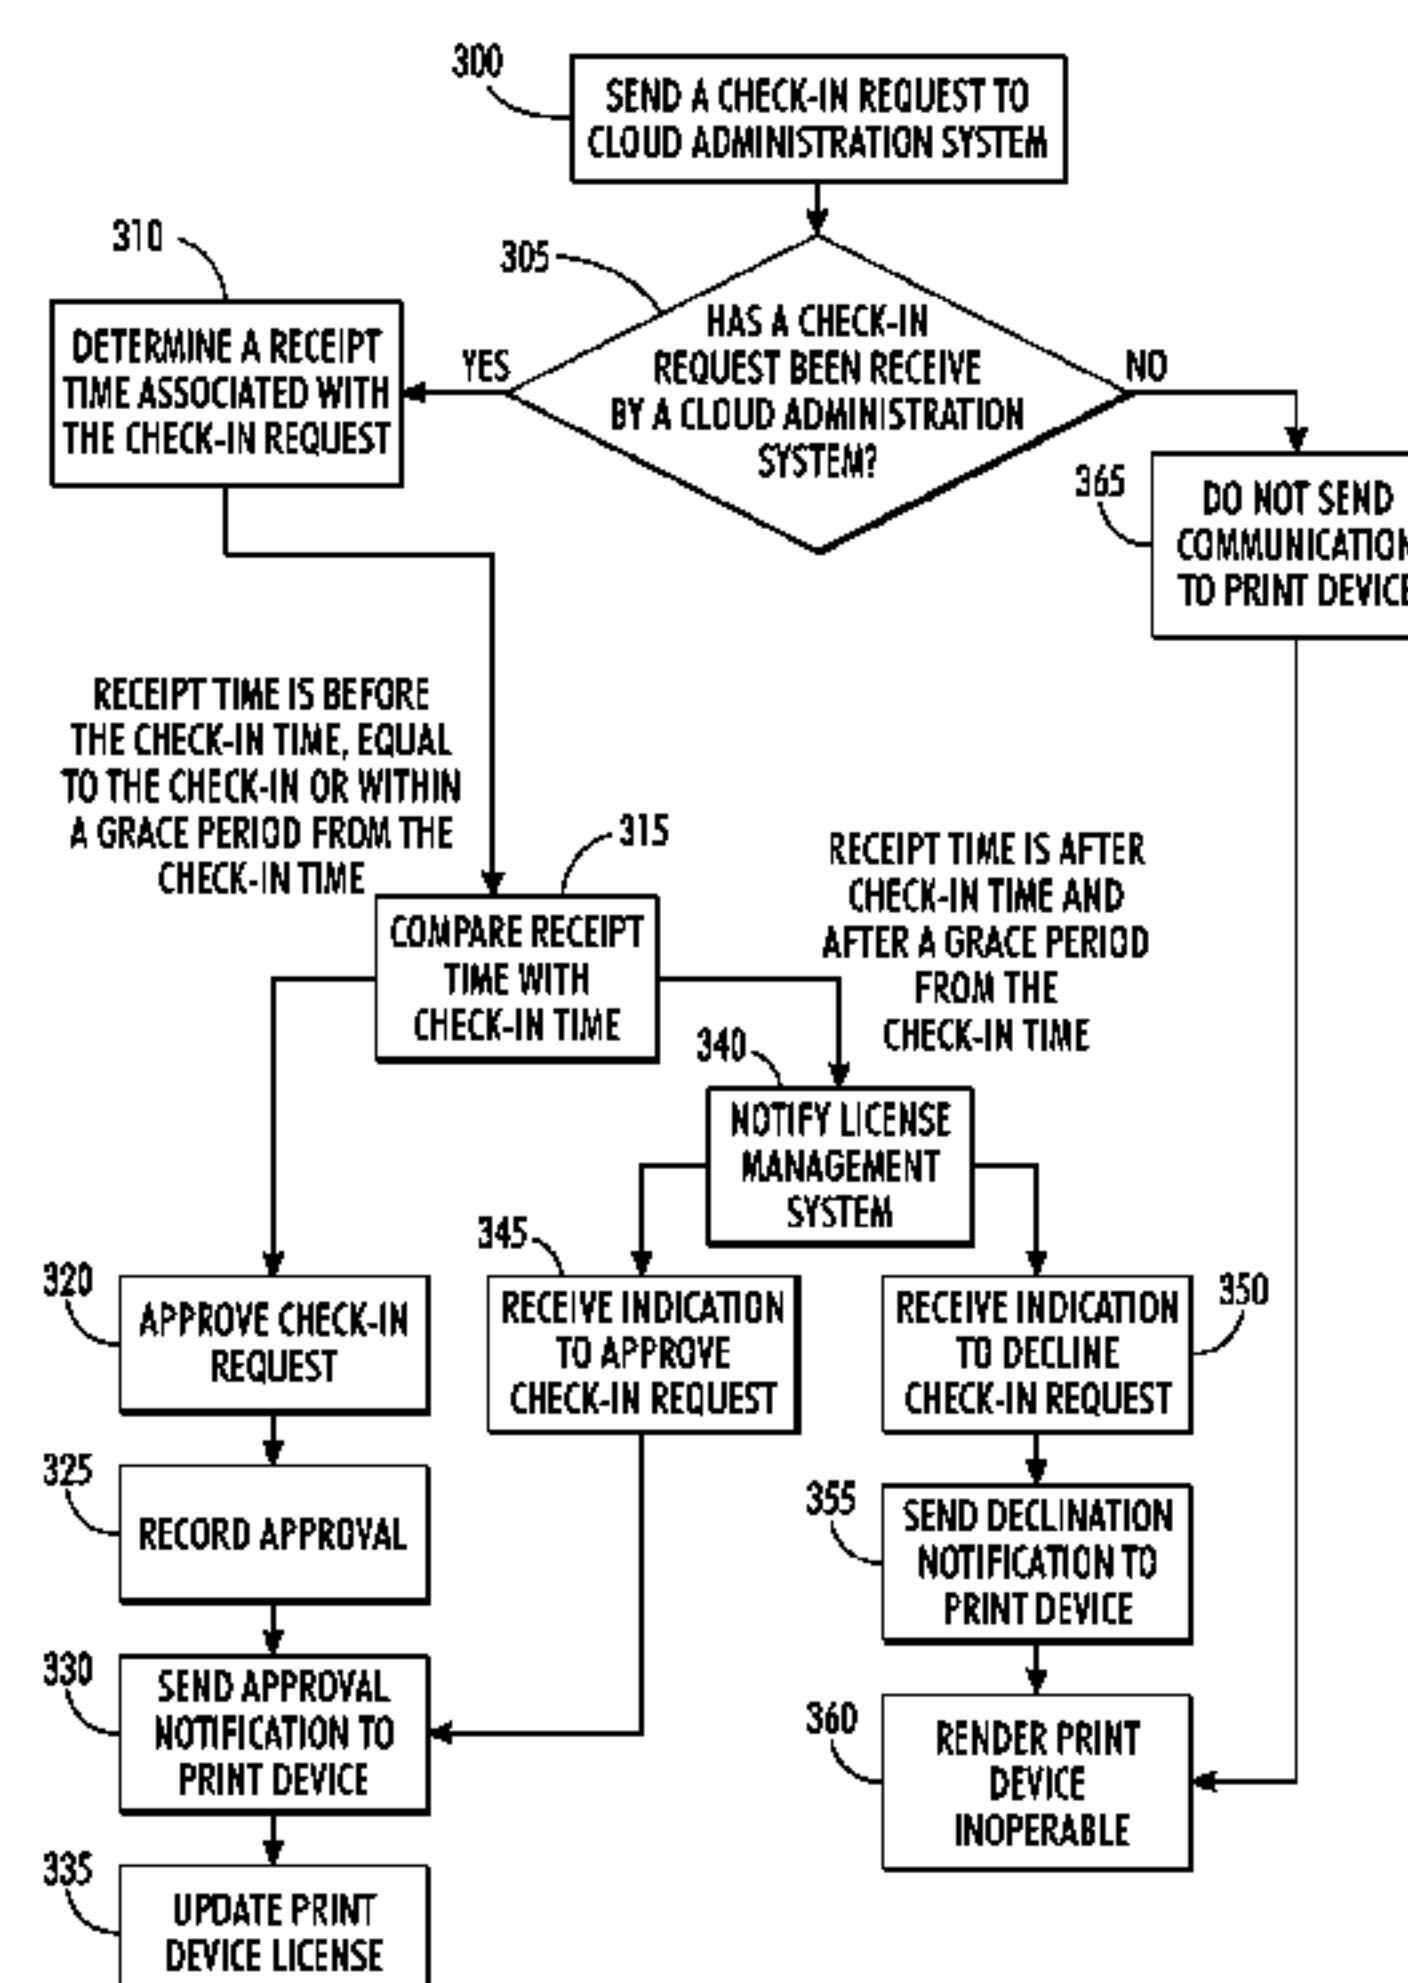 300
SEND A CHECK-IN REQUEST TO
CLOUD ADMINISTRATION SYSTEM
305
HAS A CHECK-IN
REQUEST BEEN RECEIVE
BY A CLOUD ADMINISTRATION
SYSTEM?
YES
NO
310
DETERMINE A RECEIPT
TIME ASSOCIATED WITH
THE CHECK-IN REQUEST
365
DO NOT SEND
COMMUNICATION
TO PRINT DEVICE
RECEIPT TIME IS BEFORE
THE CHECK-IN TIME, EQUAL
TO THE CHECK-IN OR WITHIN
A GRACE PERIOD FROM THE
CHECK-IN TIME
315
COMPARE RECEIPT
TIME WITH
CHECK-IN TIME
RECEIPT TIME IS AFTER
CHECK-IN TIME AND
AFTER A GRACE PERIOD
FROM THE
CHECK-IN TIME
340
NOTIFY LICENSE
MANAGEMENT
SYSTEM
320
APPROVE CHECK-IN
REQUEST
345
RECEIVE INDICATION
TO APPROVE
CHECK-IN REQUEST
350
RECEIVE INDICATION
TO DECLINE
CHECK-IN REQUEST
325
RECORD APPROVAL
355
SEND DECLINATION
NOTIFICATION TO
PRINT DEVICE
330
SEND APPROVAL
NOTIFICATION TO
PRINT DEVICE
360
RENDER PRINT
DEVICE
INOPERABLE
335
UPDATE PRINT
DEVICE LICENSE